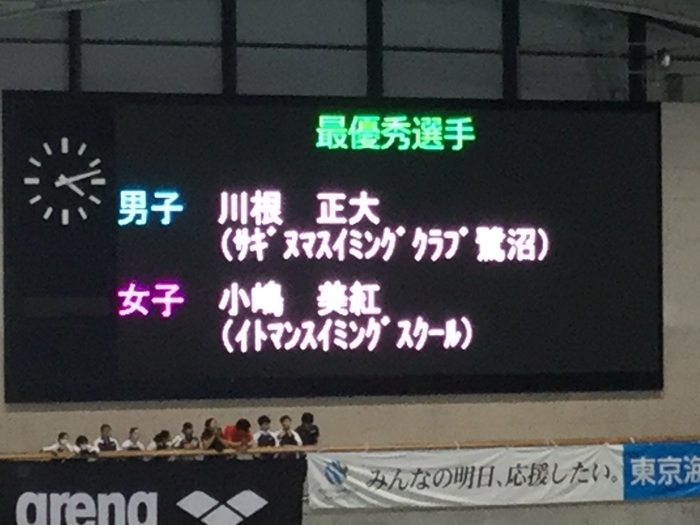 最優秀選手
男子 川根 正大
(サギヌマスイミングクラブ鷺沼)
女子 小嶋 美紅
(イトマンスイミングスクール)
みんなの明日、応援したい。
東京海
arena